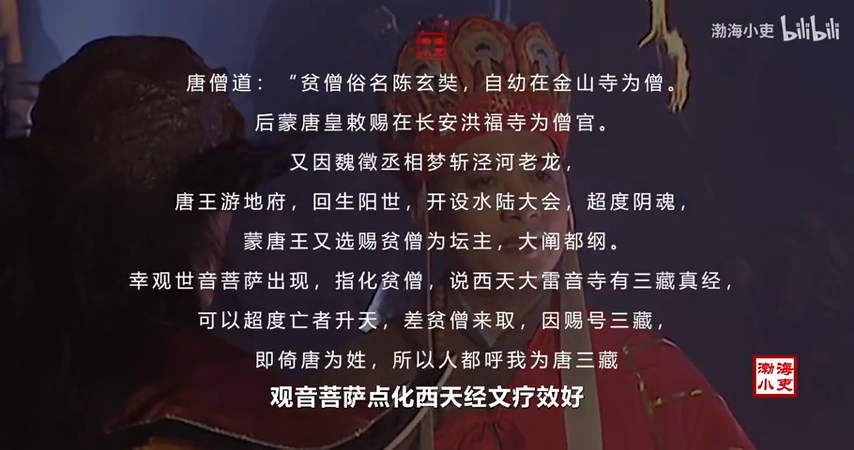 渤海小吏 bilibili
渤海
小吏
唐僧道：“贫僧俗名陈玄奘，自幼在金山寺为僧。
后蒙唐皇敕赐在长安洪福寺为僧官。
又因魏徵丞相梦斩泾河老龙，
唐王游地府，回生阳世，开设水陆大会，超度阴魂，
蒙唐王又选赐贫僧为坛主，大阐都纲。
幸观世音菩萨出现，指化贫僧，说西天大雷音寺有三藏真经，
可以超度亡者升天，差贫僧来取，因赐号三藏，
即倚唐为姓，所以人都呼我为唐三藏
渤海
小吏
观音菩萨点化西天经文疗效好